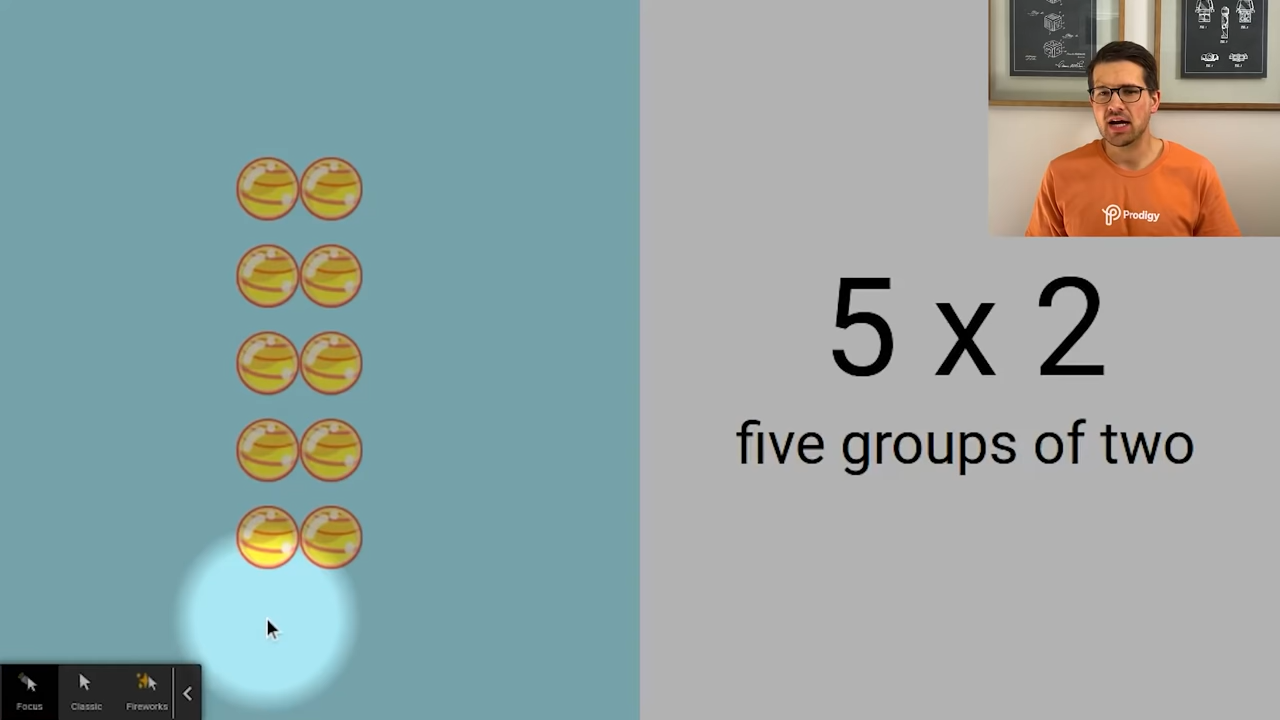 Prodigy
5 x 2
five groups of two
Focus
Classic
Fireworks